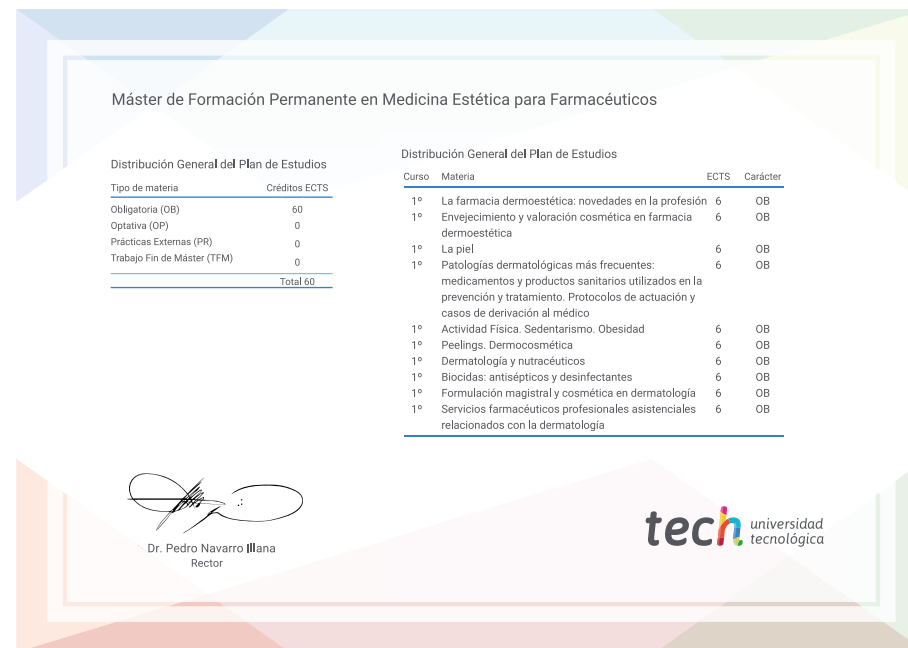 Máster de Formación Permanente en Medicina Estética para Farmacéuticos
Distribución General del Plan de Estudios
Tipo de materia Créditos ECTS
Obligatoria (OB) 60
Optativa (OP) 0
Prácticas Externas (PR) 0
Trabajo Fin de Máster (TFM) 0
Total 60
Distribución General del Plan de Estudios
Curso Materia ECTS Carácter
1º La farmacia dermoestética: novedades en la profesión 6 OB
1º Envejecimiento y valoración cosmética en farmacia 6 OB
dermoestética
1º La piel 6 OB
1º Patologías dermatológicas más frecuentes: 6 OB
medicamentos y productos sanitarios utilizados en la
prevención y tratamiento. Protocolos de actuación y
casos de derivación al médico
1º Actividad Física. Sedentarismo. Obesidad 6 OB
1º Peelings. Dermocosmética 6 OB
1º Dermatología y nutracéuticos 6 OB
1º Biocidas: antisépticos y desinfectantes 6 OB
1º Formulación magistral y cosmética en dermatología 6 OB
1º Servicios farmacéuticos profesionales asistenciales 6 OB
relacionados con la dermatología
Dr. Pedro Navarro Illana
Rector
tech universidad
tecnológica